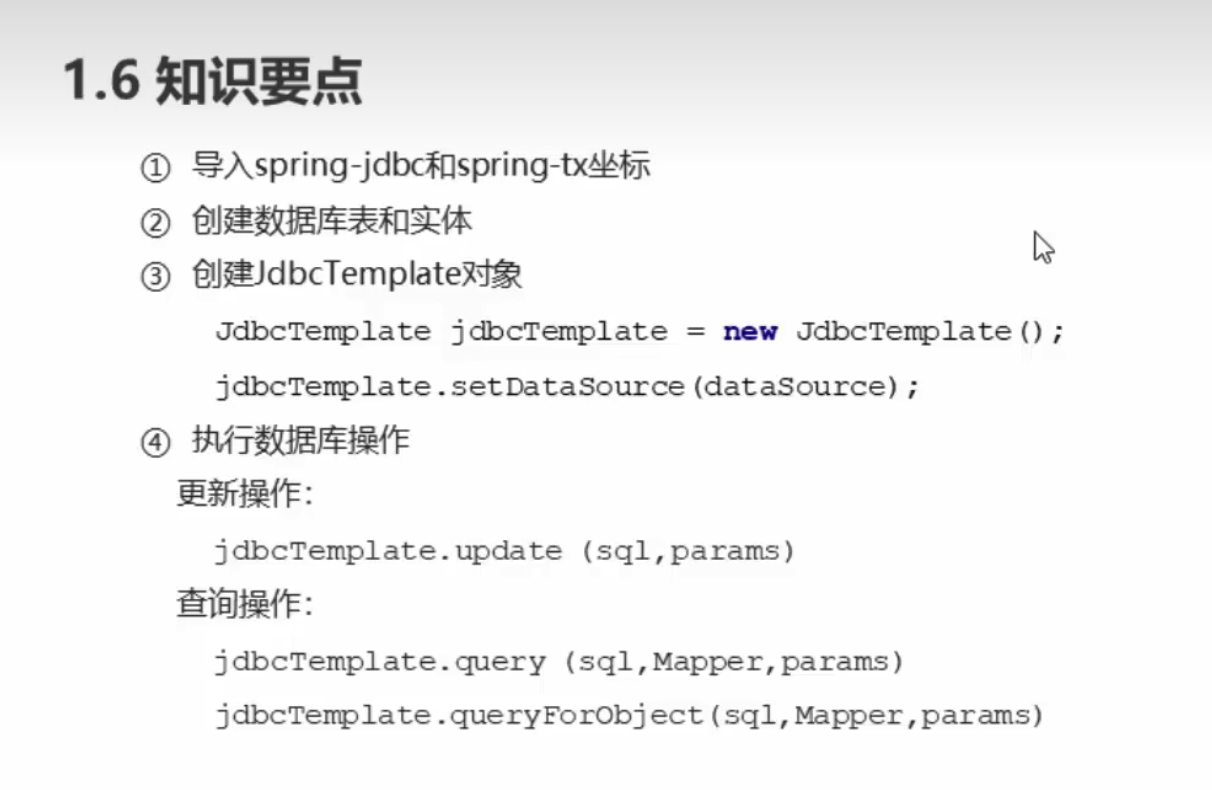 1.6 知识要点
① 导入spring-jdbc和spring-tx坐标
② 创建数据库表和实体
③ 创建JdbcTemplate对象
JdbcTemplate jdbcTemplate = new JdbcTemplate();
jdbcTemplate.setDataSource(dataSource);
④ 执行数据库操作
更新操作：
jdbcTemplate.update (sql,params)
查询操作：
jdbcTemplate.query (sql,Mapper,params)
jdbcTemplate.queryForObject(sql,Mapper,params)